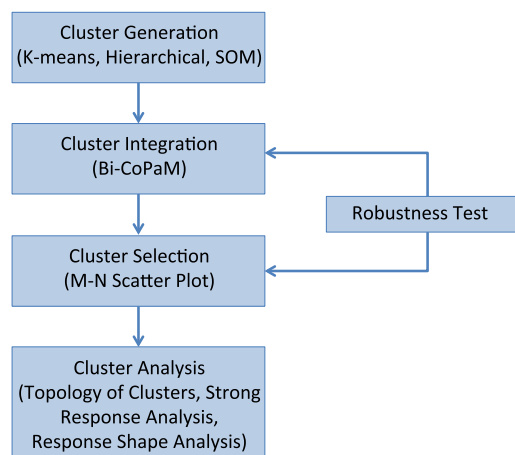 Cluster Generation
(K-means, Hierarchical, SOM)
Cluster Integration
(Bi-CoPaM)
Robustness Test
Cluster Selection
(M-N Scatter Plot)
Cluster Analysis
(Topology of Clusters, Strong
Response Analysis,
Response Shape Analysis)